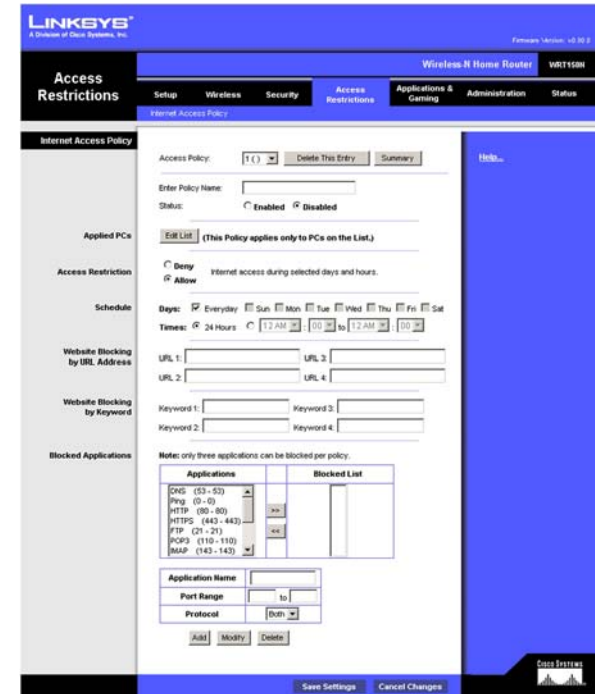 LINKSYS®
A Division of Cisco Systems, Inc.
Firmware Version: v0.00.2
Wireless-N Home Router WRT150N
Access Restrictions
Setup Wireless Security Access Restrictions Applications & Gaming Administration Status
Internet Access Policy
Internet Access Policy
Access Policy: 1 ( ) Delete This Entry Summary
Help...
Enter Policy Name:
Status: Enabled Disabled
Applied PCs
Edit List (This Policy applies only to PCs on the List.)
Access Restriction
Deny
Allow
Internet access during selected days and hours.
Schedule
Days: Everyday Sun Mon Tue Wed Thu Fri Sat
Times: 24 Hours 12 AM : 00 to 12 AM : 00
Website Blocking by URL Address
URL 1: URL 3:
URL 2: URL 4:
Website Blocking by Keyword
Keyword 1: Keyword 3:
Keyword 2: Keyword 4:
Blocked Applications
Note: only three applications can be blocked per policy.
Applications Blocked List
DNS (53 - 53)
Ping (0 - 0)
HTTP (80 - 80)
HTTPS (443 - 443)
FTP (21 - 21)
POP3 (110 - 110)
IMAP (143 - 143)
>>
<<
Application Name
Port Range to
Protocol Both
Add Modify Delete
Save Settings Cancel Changes
CISCO SYSTEMS